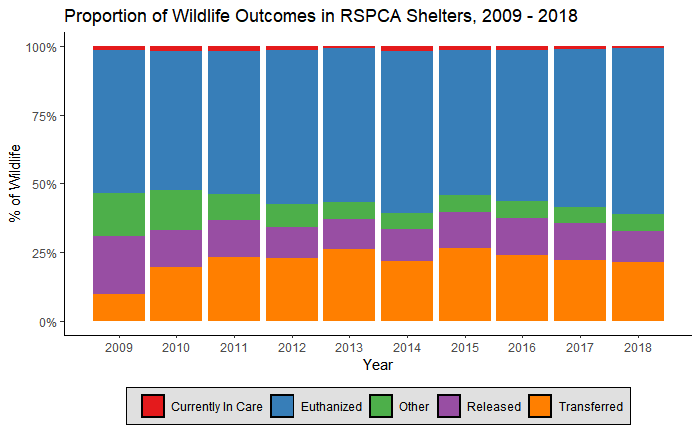 Proportion of Wildlife Outcomes in RSPCA Shelters, 2009 - 2018
100%
75%
50%
25%
0%
% of Wildlife
2009 2010 2011 2012 2013 2014 2015 2016 2017 2018
Year
Currently In Care Euthanized Other Released Transferred